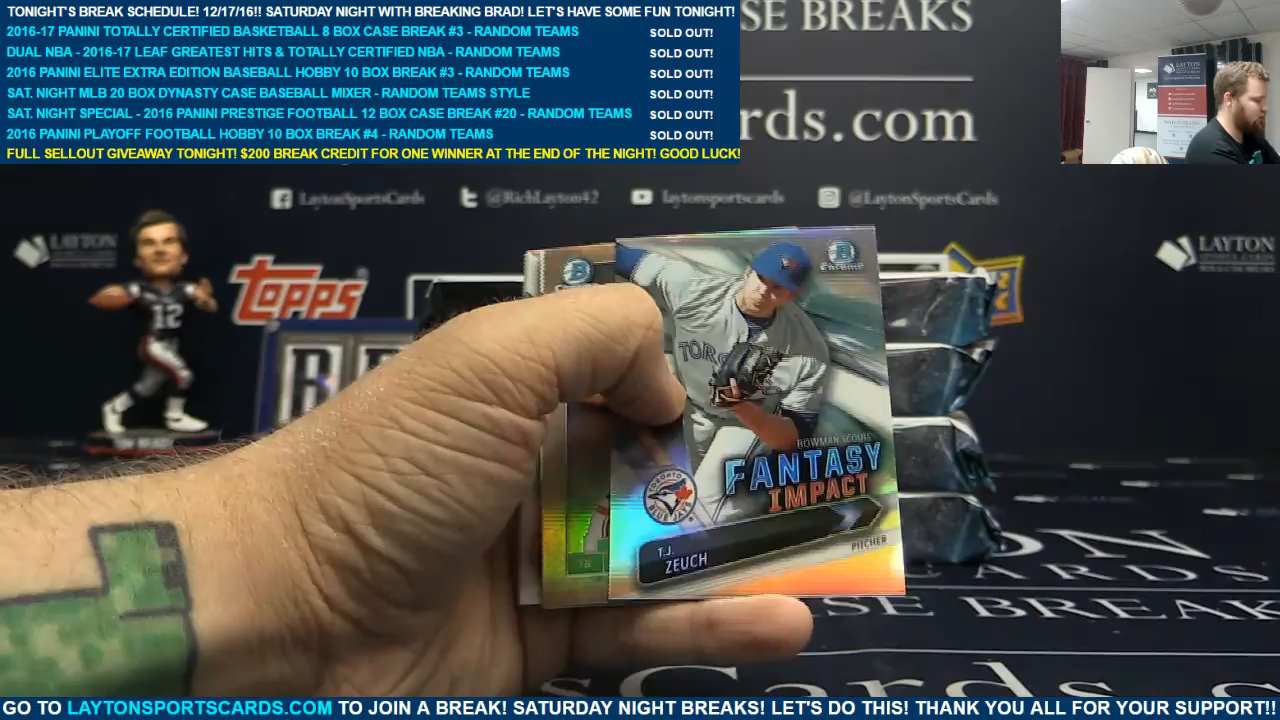 TONIGHT'S BREAK SCHEDULE! 12/17/16!! SATURDAY NIGHT WITH BREAKING BRAD! LET'S HAVE SOME FUN TONIGHT!
2016-17 PANINI TOTALLY CERTIFIED BASKETBALL 8 BOX CASE BREAK #3 - RANDOM TEAMS SOLD OUT!
DUAL NBA - 2016-17 LEAF GREATEST HITS & TOTALLY CERTIFIED NBA - RANDOM TEAMS SOLD OUT!
2016 PANINI ELITE EXTRA EDITION BASEBALL HOBBY 10 BOX BREAK #3 - RANDOM TEAMS SOLD OUT!
SAT. NIGHT MLB 20 BOX DYNASTY CASE BASEBALL MIXER - RANDOM TEAMS STYLE SOLD OUT!
SAT. NIGHT SPECIAL - 2016 PANINI PRESTIGE FOOTBALL 12 BOX CASE BREAK #20 - RANDOM TEAMS SOLD OUT!
2016 PANINI PLAYOFF FOOTBALL HOBBY 10 BOX BREAK #4 - RANDOM TEAMS SOLD OUT!
FULL SELLOUT GIVEAWAY TONIGHT! $200 BREAK CREDIT FOR ONE WINNER AT THE END OF THE NIGHT! GOOD LUCK!
SE BREAKS
cards.com
LAYTON
LaytonSportsCards @RichLayton42 laytonsportscards @LaytonSportsCards
LAYTON
LAYTON
topps
12
B
Chrome
TORO
BOWMAN SCOUTS'
FANTASY
IMPACT
TORONTO
BLUE JAYS
T.J.
ZEUCH
PITCHER
ON
CARDS
SE BREAKS
GO TO LAYTONSPORTSCARDS.COM TO JOIN A BREAK! SATURDAY NIGHT BREAKS! LET'S DO THIS! THANK YOU ALL FOR YOUR SUPPORT!!